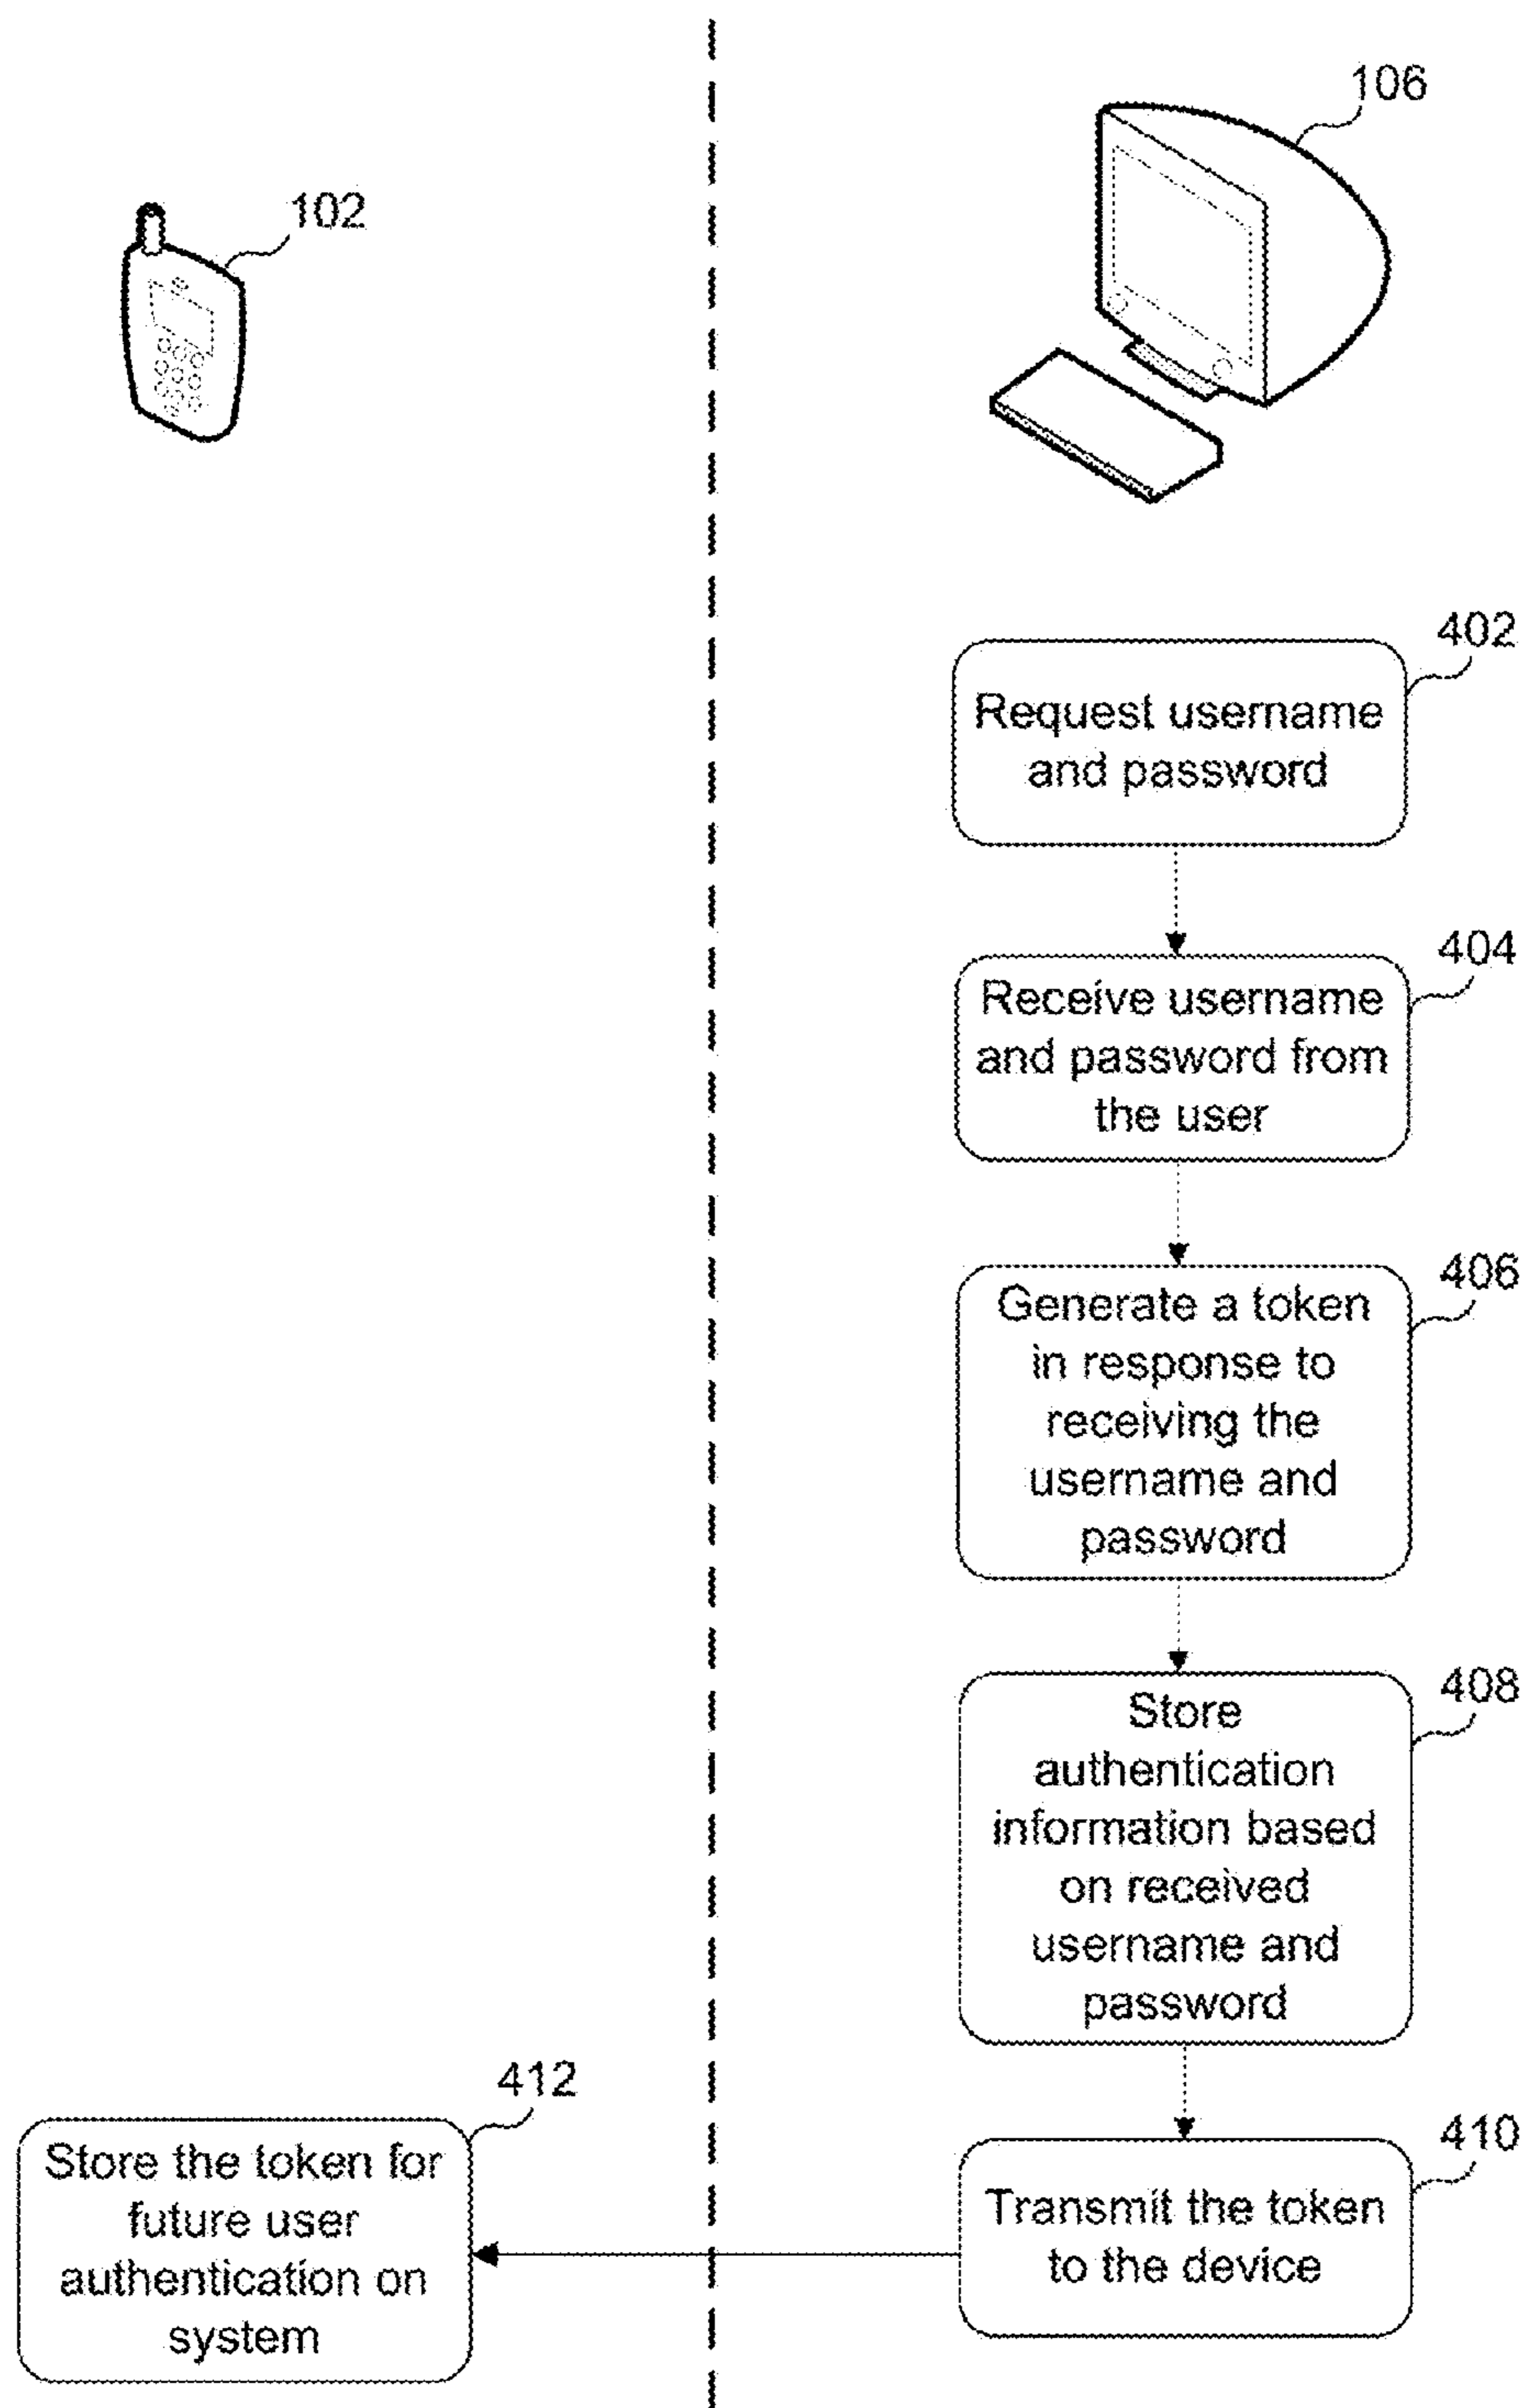 106
102
402
Request username
and password
404
Receive username
and password from
the user
406
Generate a token
in response to
receiving the
username and
password
408
Store
authentication
information based
on received
username and
password
412
Store the token for
future user
authentication on
system
410
Transmit the token
to the device